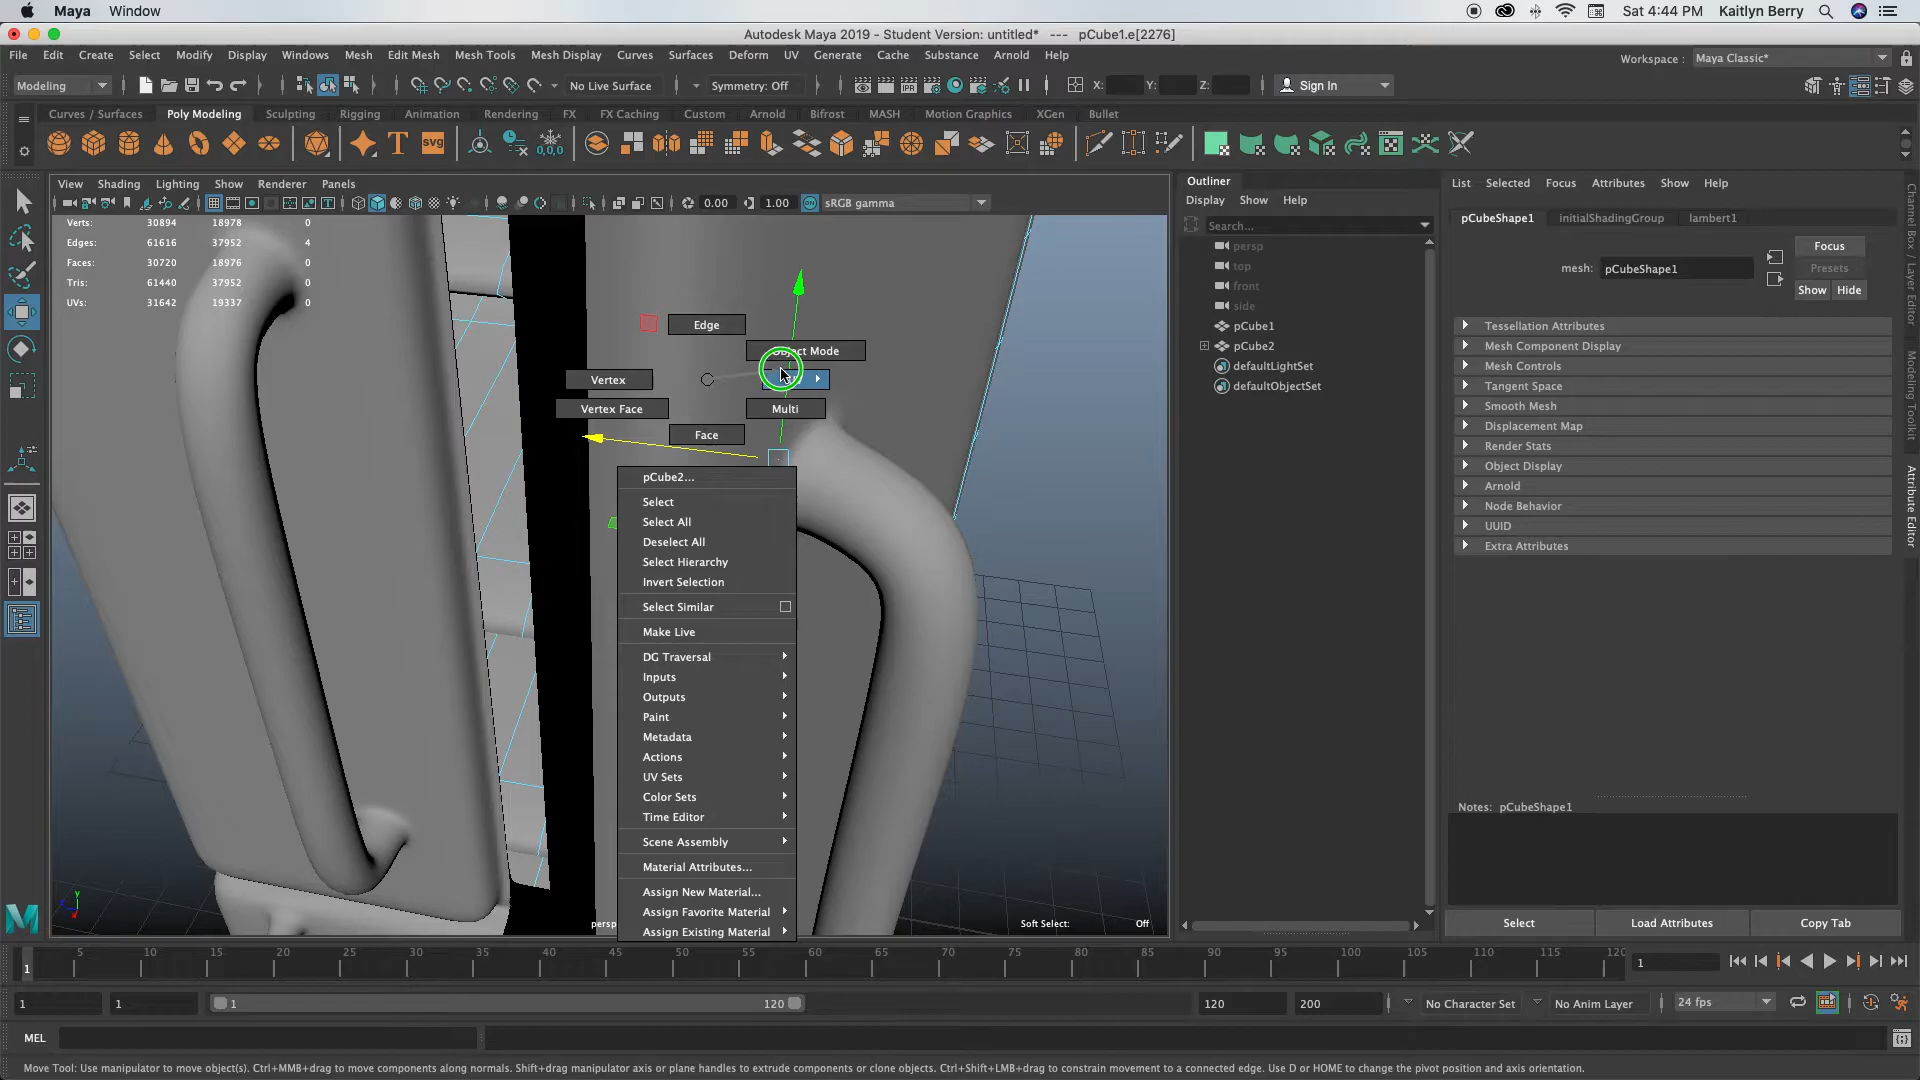 Maya Window Sat 4:44 PM Kaitlyn Berry
Autodesk Maya 2019 - Student Version: untitled* --- pCube1.e[2276]
File Edit Create Select Modify Display Windows Mesh Edit Mesh Mesh Tools Mesh Display Curves Surfaces Deform UV Generate Cache Substance Arnold Help
Workspace : Maya Classic*
Modeling No Live Surface Symmetry: Off X: Y: Z: Sign In
Curves / Surfaces Poly Modeling Sculpting Rigging Animation Rendering FX FX Caching Custom Arnold Bifrost MASH Motion Graphics XGen Bullet
View Shading Lighting Show Renderer Panels
0.00 1.00 sRGB gamma
Verts: 30894 18978 0
Edges: 61616 37952 4
Faces: 30720 18976 0
Tris: 61440 37952 0
UVs: 31642 19337 0
Edge
Object Mode
Vertex
Vertex Face
Multi
Face
pCube2...
Select
Select All
Deselect All
Select Hierarchy
Invert Selection
Select Similar
Make Live
DG Traversal
Inputs
Outputs
Paint
Metadata
Actions
UV Sets
Color Sets
Time Editor
Scene Assembly
Material Attributes...
Assign New Material...
Assign Favorite Material
Assign Existing Material
persp
Soft Select: Off
Outliner
Display Show Help
Search...
persp
top
front
side
pCube1
pCube2
defaultLightSet
defaultObjectSet
List Selected Focus Attributes Show Help
pCubeShape1 initialShadingGroup lambert1
Focus
mesh: pCubeShape1
Presets
Show Hide
Tessellation Attributes
Mesh Component Display
Mesh Controls
Tangent Space
Smooth Mesh
Displacement Map
Render Stats
Object Display
Arnold
Node Behavior
UUID
Extra Attributes
Notes: pCubeShape1
Select Load Attributes Copy Tab
Channel Box / Layer Editor
Modeling Toolkit
Attribute Editor
1 5 10 15 20 25 30 35 40 45 50 55 60 65 70 75 80 85 90 95 100 105 110 115 120
1
1 1 1 120 120 200 No Character Set No Anim Layer 24 fps
MEL
Move Tool: Use manipulator to move object(s). Ctrl+MMB+drag to move components along normals. Shift+drag manipulator axis or plane handles to extrude components or clone objects. Ctrl+Shift+LMB+drag to constrain movement to a connected edge. Use D or HOME to change the pivot position and axis orientation.